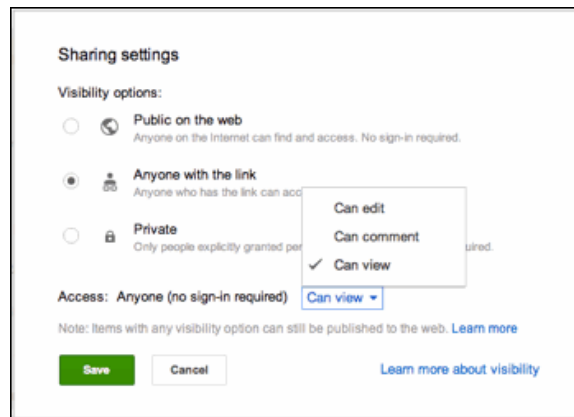 Sharing settings
Visibility options:
Public on the web
Anyone on the Internet can find and access. No sign-in required.
Anyone with the link
Anyone who has the link can acc
Can edit
Can comment
Can view
Private
Only people explicitly granted per uired.
Access: Anyone (no sign-in required) Can view
Note: Items with any visibility option can still be published to the web. Learn more
Save Cancel Learn more about visibility